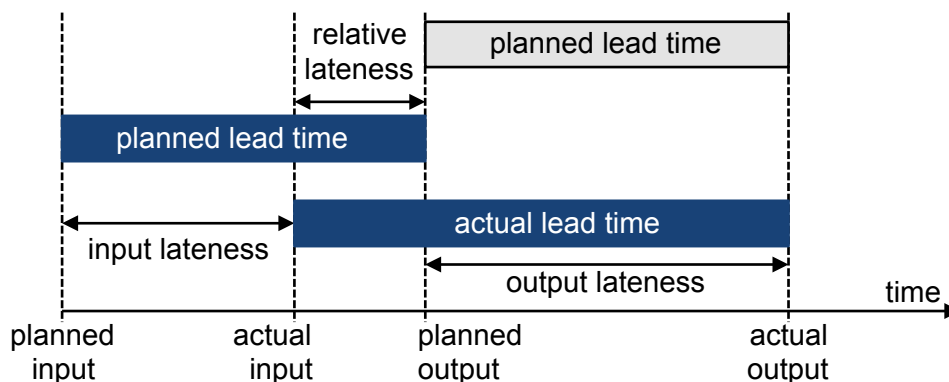 relative
lateness
planned lead time
planned lead time
input lateness
actual lead time
output lateness
time
planned
input
actual
input
planned
output
actual
output